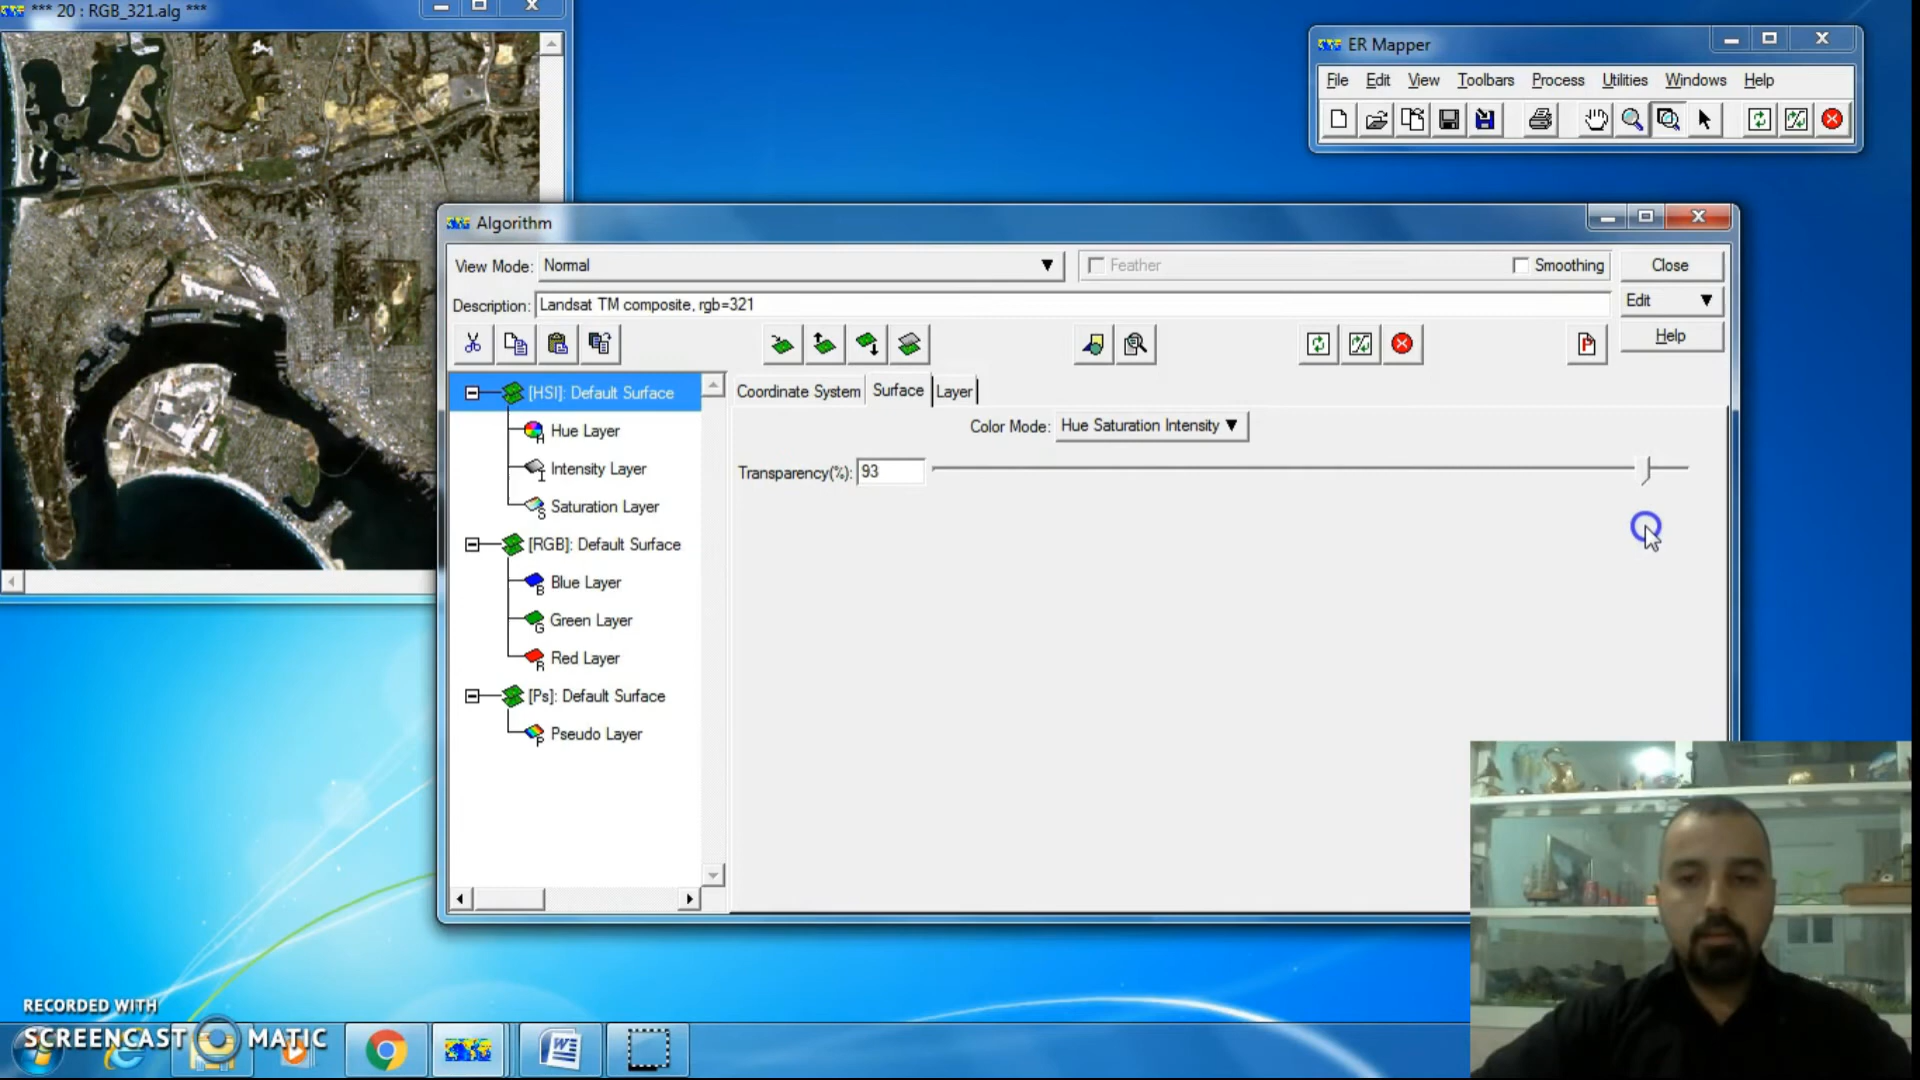 *** 20 : RGB_321.alg ***
ER Mapper
File Edit View Toolbars Process Utilities Windows Help
Algorithm
View Mode: Normal
Feather
Smoothing
Close
Description: Landsat TM composite, rgb=321
Edit
Help
[HSI]: Default Surface
Hue Layer
Intensity Layer
Saturation Layer
[RGB]: Default Surface
Blue Layer
Green Layer
Red Layer
[Ps]: Default Surface
Pseudo Layer
Coordinate System Surface Layer
Color Mode: Hue Saturation Intensity
Transparency(%): 93
RECORDED WITH
SCREENCAST MATIC